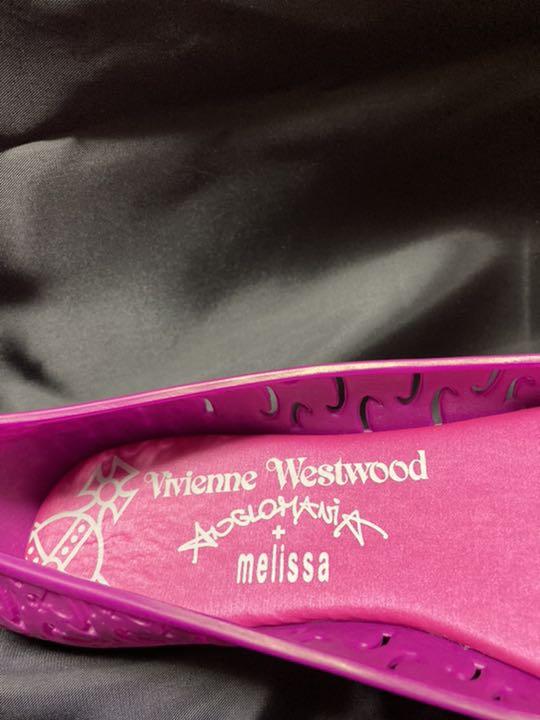 Vivienne Westwood
ANGLOMANIA
+
melissa